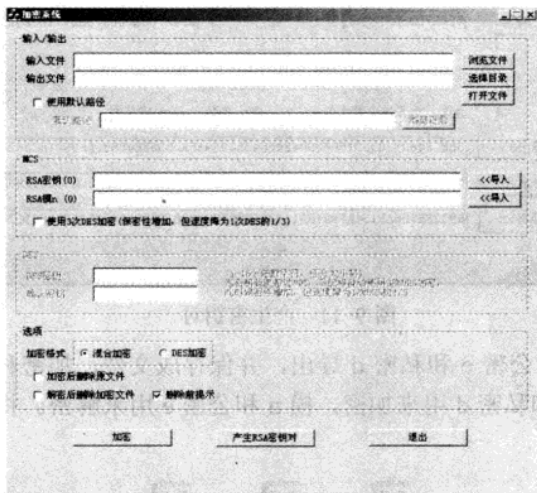 加密系统
输入/输出
输入文件
浏览文件
输出文件
选择目录
使用默认路径
打开文件
MCS
RSA密钥(0)
<<导入
RSA模n (0)
<<导入
使用3次DES加密(保密性增加，但速度降为1次DES的1/3)
选项
加密格式
混合加密
DES加密
加密后删除原文件
解密后删除加密文件
删除前提示
加密
产生RSA密钥对
退出